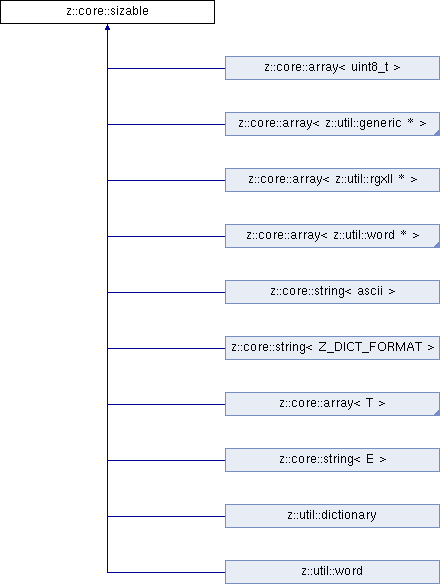 z::core::sizable
z::core::array< uint8_t >
z::core::array< z::util::generic * >
z::core::array< z::util::rgxll * >
z::core::array< z::util::word * >
z::core::string< ascii >
z::core::string< Z_DICT_FORMAT >
z::core::array< T >
z::core::string< E >
z::util::dictionary
z::util::word